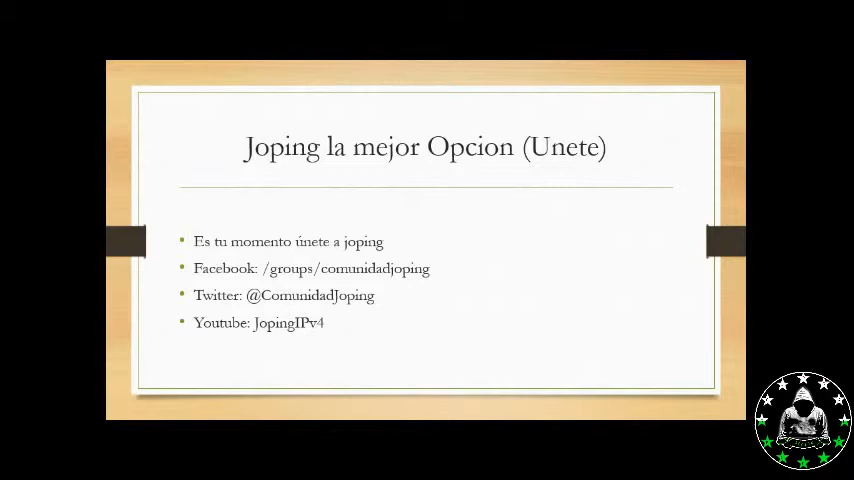 Joping la mejor Opcion (Unete)
Es tu momento únete a joping
Facebook: /groups/comunidadjoping
Twitter: @ComunidadJoping
Youtube: JopingIPv4